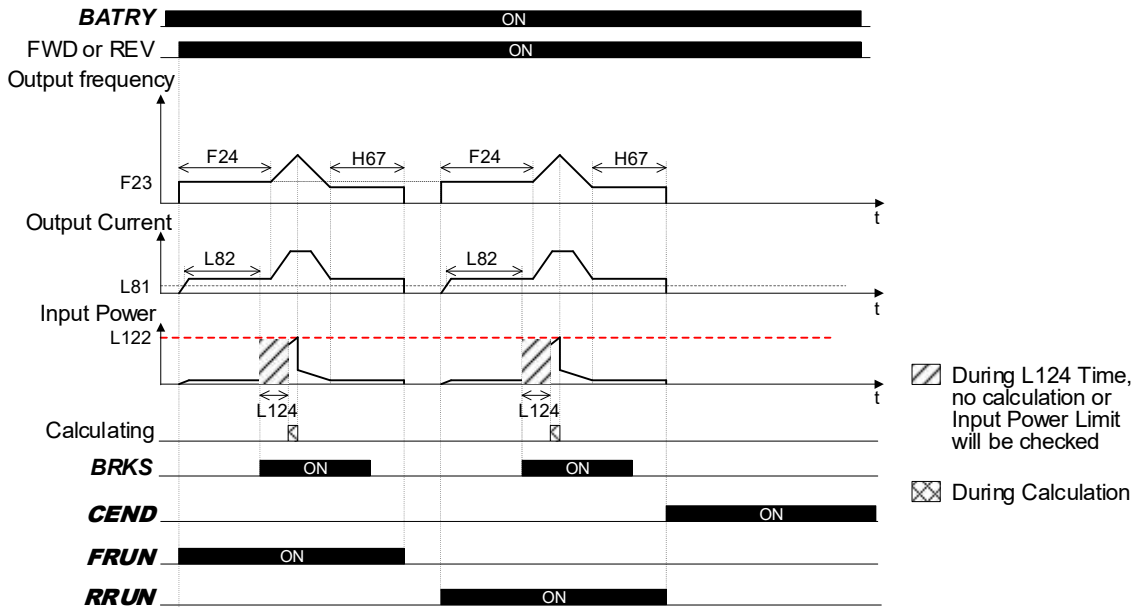 BATRY
ON
FWD or REV
ON
Output frequency
F24
H67
F24
H67
F23
t
Output Current
L82
L82
L81
t
Input Power
L122
t
L124
L124
Calculating
BRKS
ON
ON
CEND
ON
FRUN
ON
RRUN
ON
During L124 Time,
no calculation or
Input Power Limit
will be checked
During Calculation